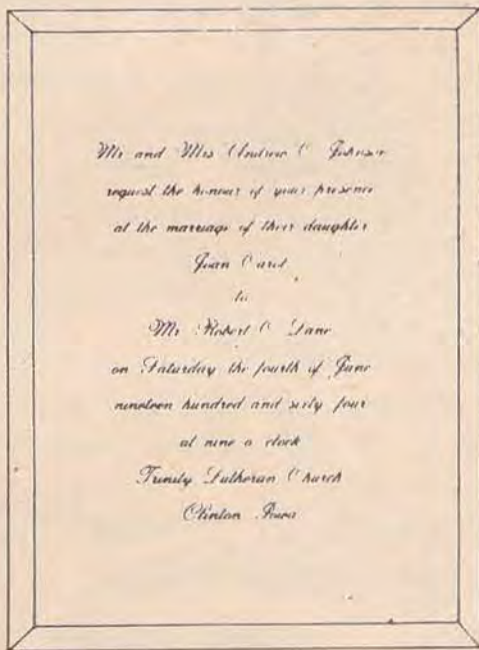 Mr and Mrs Andrew C Johnson
request the honour of your presence
at the marriage of their daughter
Joan Carol
to
Mr Robert C Lane
on Saturday the fourth of June
nineteen hundred and sixty four
at nine o clock
Trinity Lutheran Church
Clinton Iowa